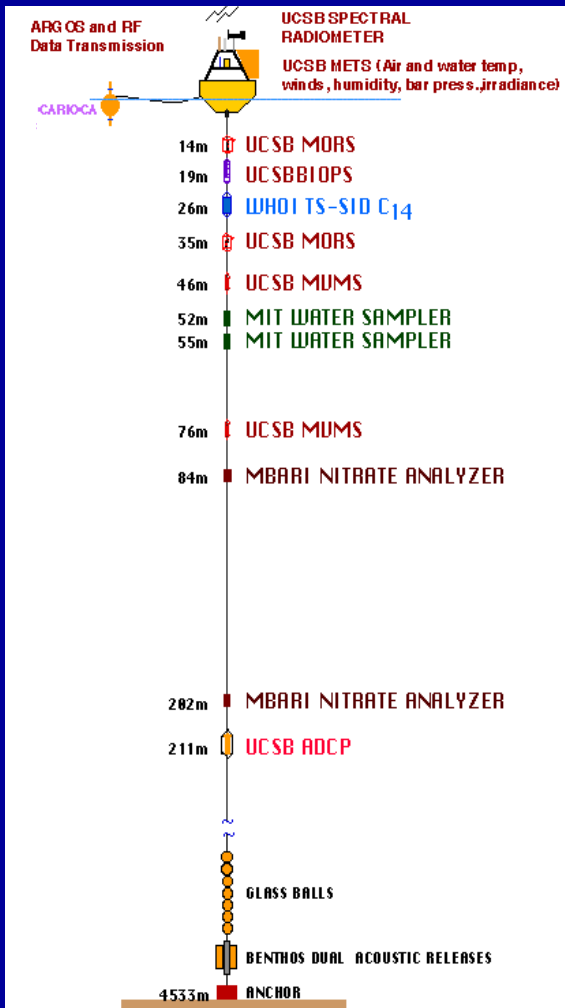 ARGOS and RF
Data Transmission
UCSB SPECTRAL
RADIOMETER
UCSB METS (Air and water temp,
winds, humidity, bar press.,irradiance)
CARIOCA
14m UCSB MORS
19m UCSBBIOPS
26m WHOI TS-SID C14
35m UCSB MORS
46m UCSB MVMS
52m MIT WATER SAMPLER
55m MIT WATER SAMPLER
76m UCSB MVMS
84m MBARI NITRATE ANALYZER
202m MBARI NITRATE ANALYZER
211m UCSB ADCP
GLASS BALLS
BENTHOS DUAL ACOUSTIC RELEASES
4533m ANCHOR